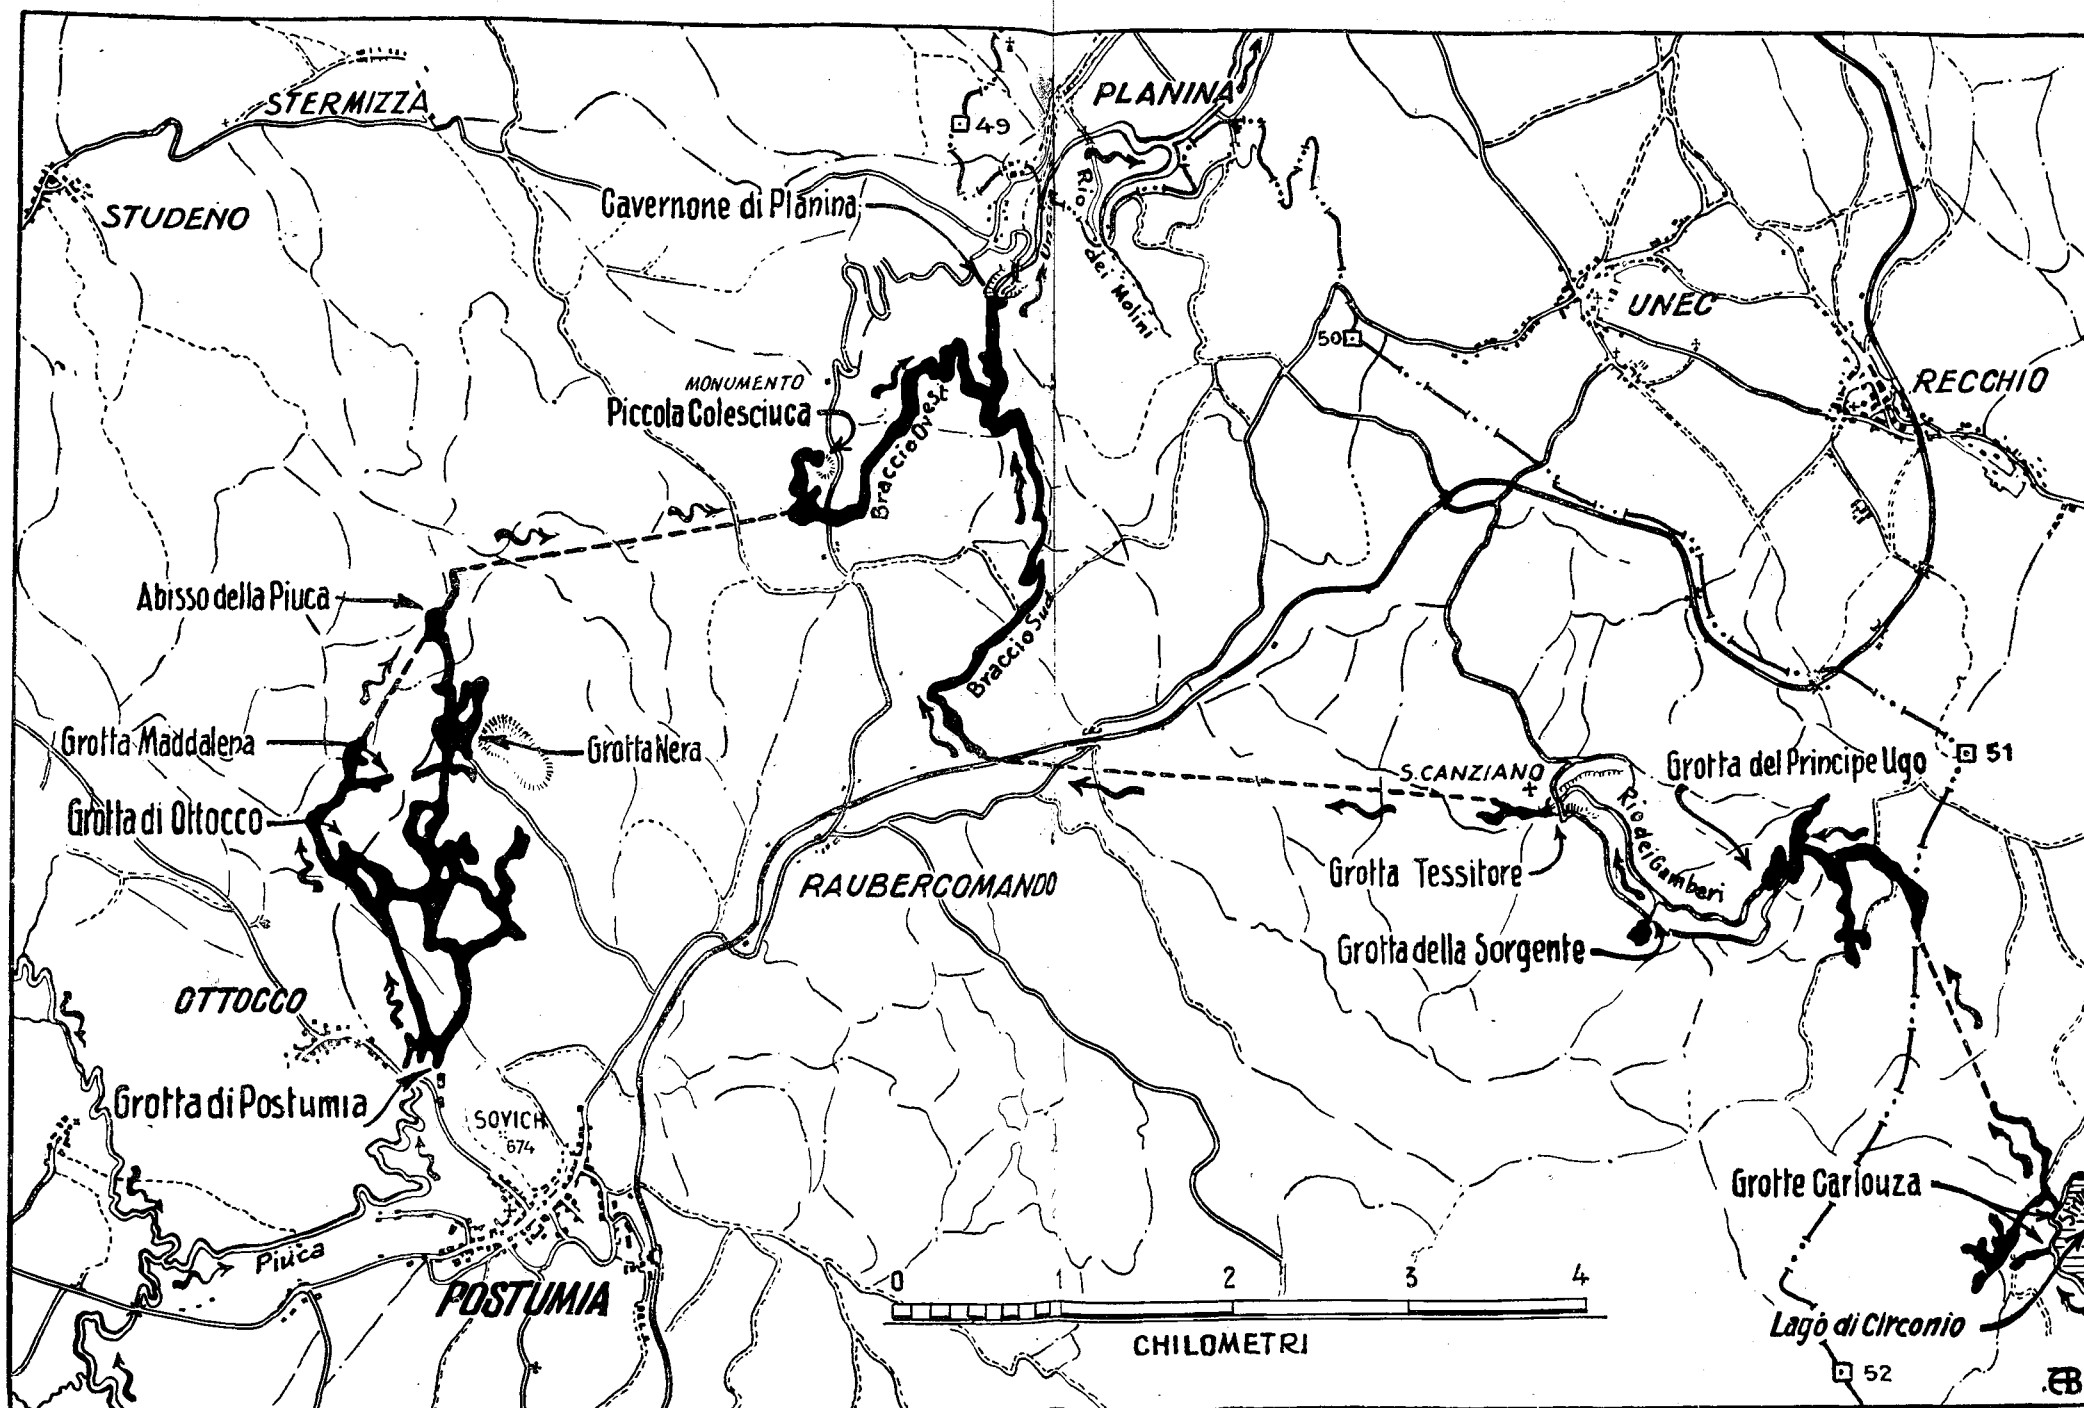 PLANINA
STERMIZZA
49
STUDENO
Cavernone di Planina
Rio
dei Molini
UNEC
50
RECCHIO
MONUMENTO
Piccola Colesciuca
Braccio Ovest
Abisso della Piuca
Braccio Sud
Grotta Maddalena
Grotta Nera
51
S. CANZIANO
Grotta del Principe Ugo
Grotta di Ottocco
Rio dei Gamberi
Grotta Tessitore
RAUBERCOMANDO
Grotta della Sorgente
OTTOCCO
Grotta di Postumia
SOVICH
674
Grotte Carlouza
Piuca
POSTUMIA
0 1 2 3 4
CHILOMETRI
Lago di Circonio
52